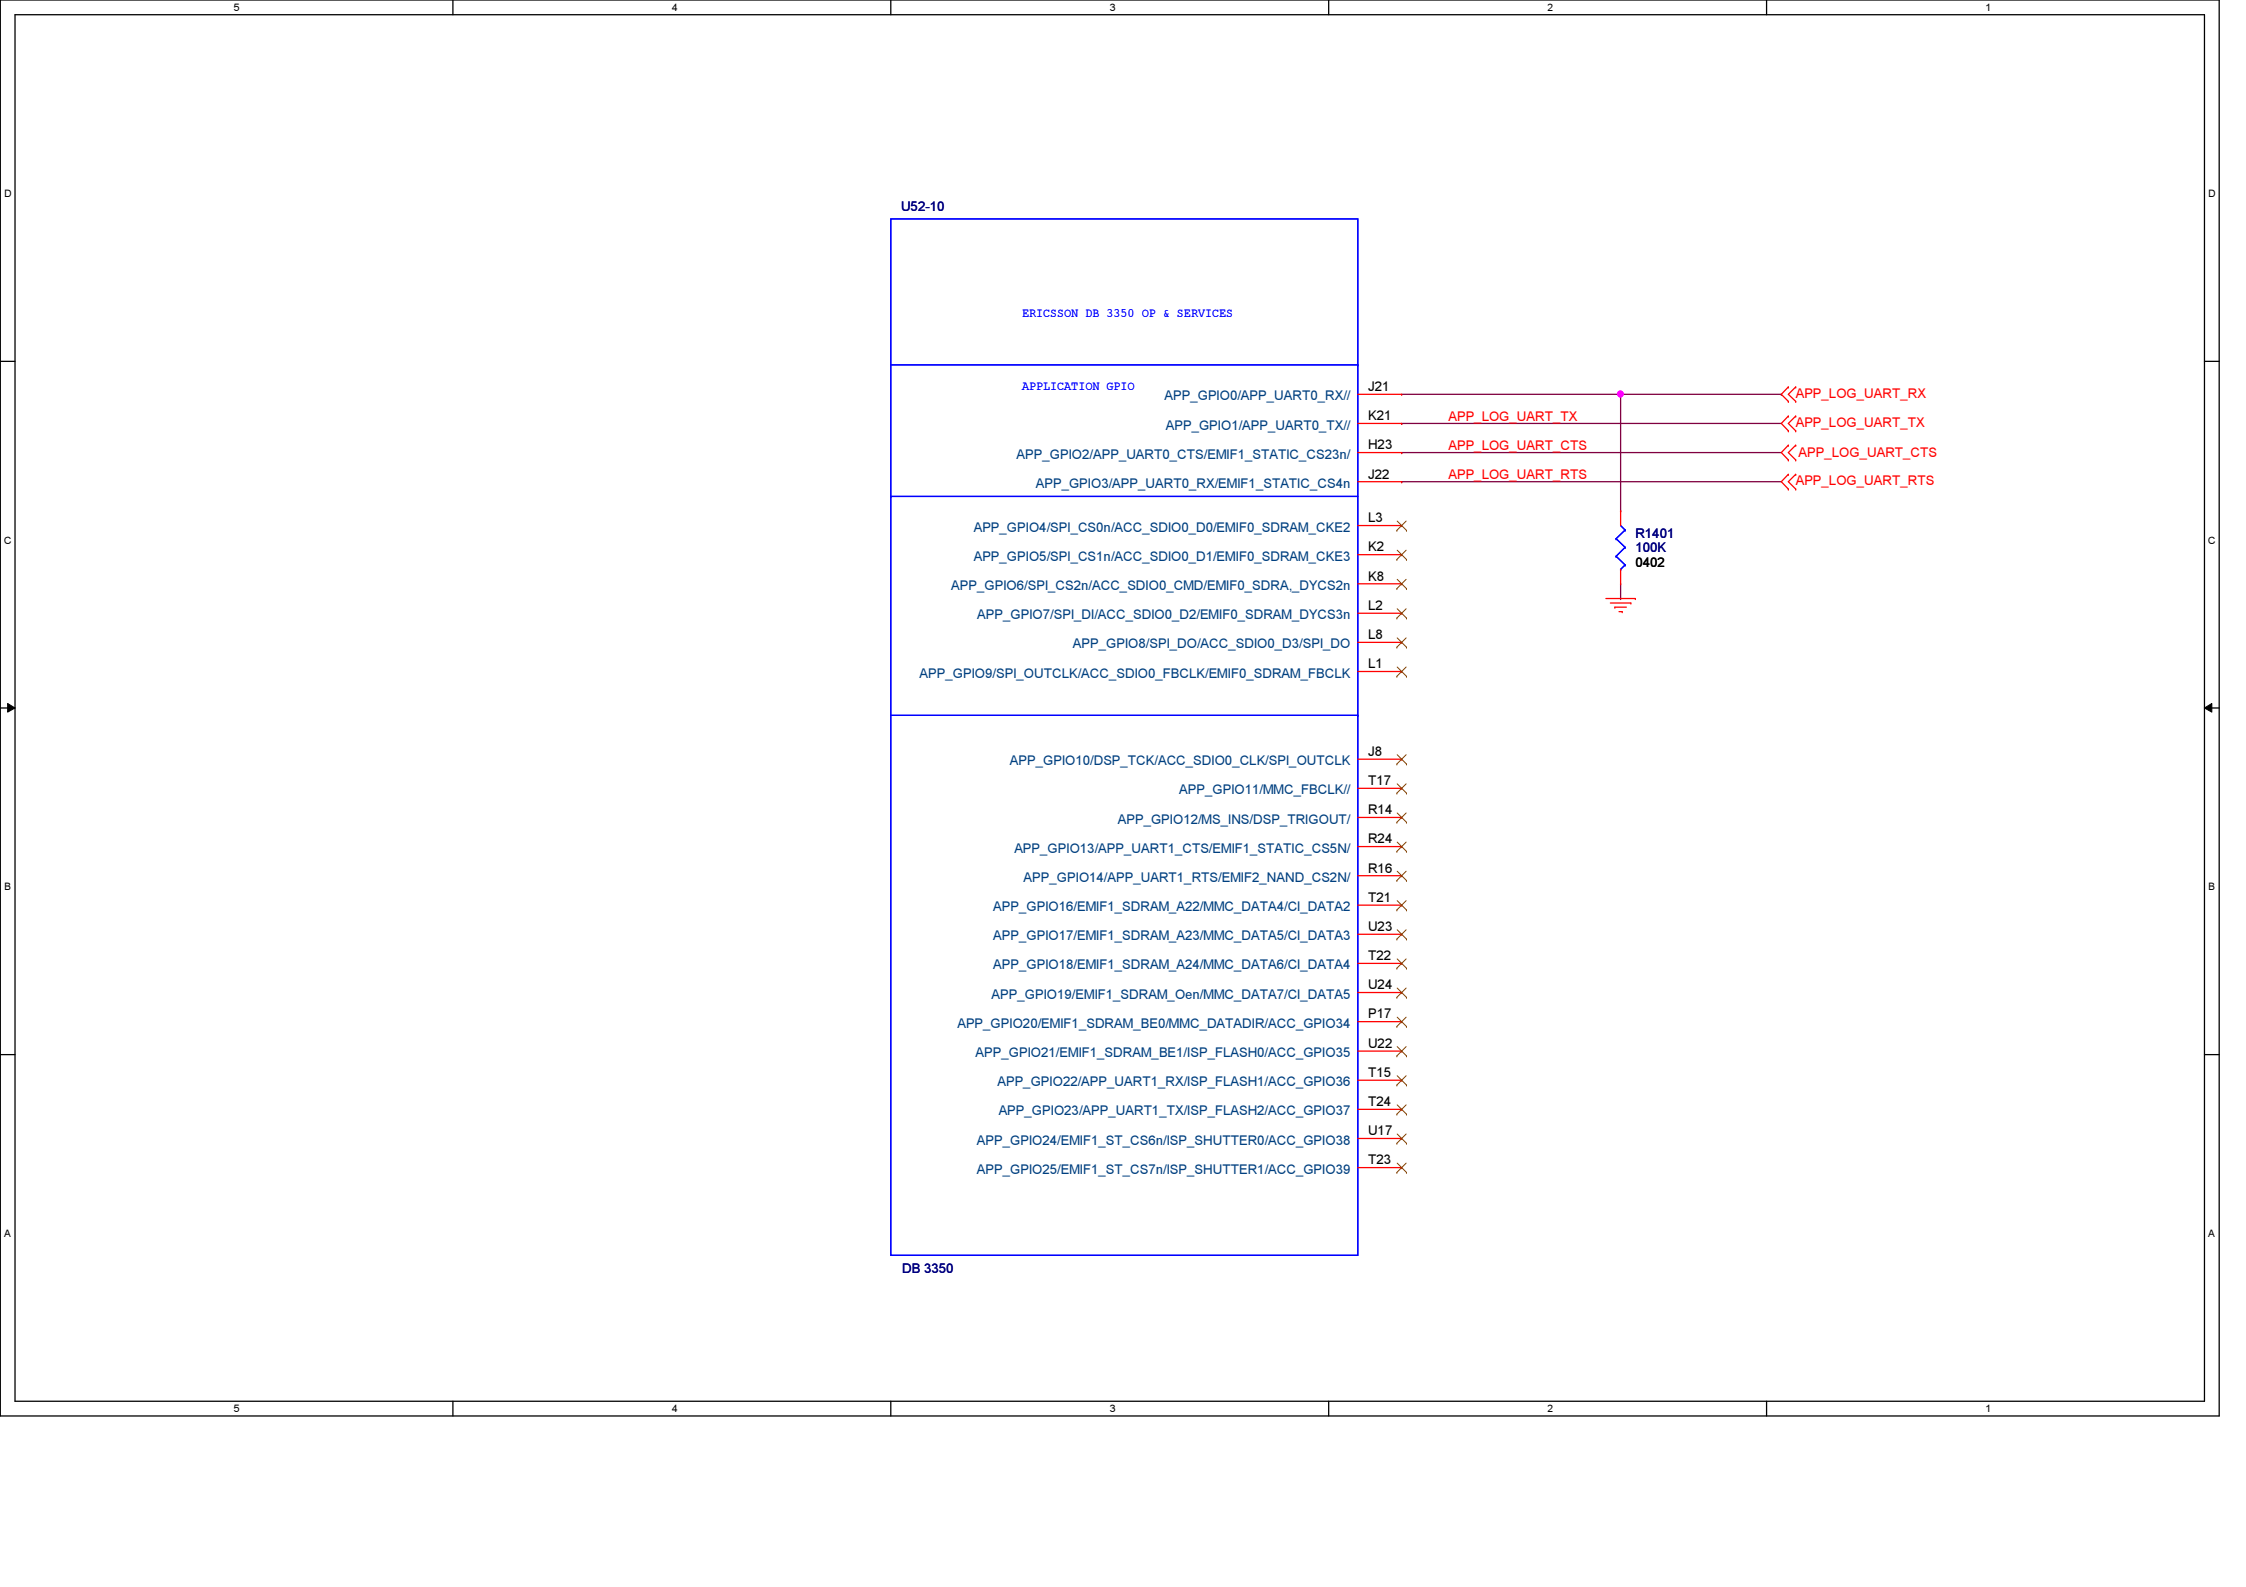 5 4 3 2 1
D D
U52-10
ERICSSON DB 3350 OP & SERVICES
APPLICATION GPIO
APP_GPIO0/APP_UART0_RX// J21 APP_LOG_UART_RX
APP_GPIO1/APP_UART0_TX// K21 APP_LOG_UART_TX APP_LOG_UART_TX
APP_GPIO2/APP_UART0_CTS/EMIF1_STATIC_CS23n/ H23 APP_LOG_UART_CTS APP_LOG_UART_CTS
APP_GPIO3/APP_UART0_RX/EMIF1_STATIC_CS4n J22 APP_LOG_UART_RTS APP_LOG_UART_RTS
APP_GPIO4/SPI_CS0n/ACC_SDIO0_D0/EMIF0_SDRAM_CKE2 L3
R1401
C C
100K
APP_GPIO5/SPI_CS1n/ACC_SDIO0_D1/EMIF0_SDRAM_CKE3 K2
0402
APP_GPIO6/SPI_CS2n/ACC_SDIO0_CMD/EMIF0_SDRA,_DYCS2n K8
APP_GPIO7/SPI_DI/ACC_SDIO0_D2/EMIF0_SDRAM_DYCS3n L2
APP_GPIO8/SPI_DO/ACC_SDIO0_D3/SPI_DO L8
APP_GPIO9/SPI_OUTCLK/ACC_SDIO0_FBCLK/EMIF0_SDRAM_FBCLK L1
APP_GPIO10/DSP_TCK/ACC_SDIO0_CLK/SPI_OUTCLK J8
APP_GPIO11/MMC_FBCLK// T17
APP_GPIO12/MS_INS/DSP_TRIGOUT/ R14
APP_GPIO13/APP_UART1_CTS/EMIF1_STATIC_CS5N/ R24
APP_GPIO14/APP_UART1_RTS/EMIF2_NAND_CS2N/ R16
B B
APP_GPIO16/EMIF1_SDRAM_A22/MMC_DATA4/CI_DATA2 T21
APP_GPIO17/EMIF1_SDRAM_A23/MMC_DATA5/CI_DATA3 U23
APP_GPIO18/EMIF1_SDRAM_A24/MMC_DATA6/CI_DATA4 T22
APP_GPIO19/EMIF1_SDRAM_Oen/MMC_DATA7/CI_DATA5 U24
APP_GPIO20/EMIF1_SDRAM_BE0/MMC_DATADIR/ACC_GPIO34 P17
APP_GPIO21/EMIF1_SDRAM_BE1/ISP_FLASH0/ACC_GPIO35 U22
APP_GPIO22/APP_UART1_RX/ISP_FLASH1/ACC_GPIO36 T15
APP_GPIO23/APP_UART1_TX/ISP_FLASH2/ACC_GPIO37 T24
APP_GPIO24/EMIF1_ST_CS6n/ISP_SHUTTER0/ACC_GPIO38 U17
APP_GPIO25/EMIF1_ST_CS7n/ISP_SHUTTER1/ACC_GPIO39 T23
A A
DB 3350
5 4 3 2 1